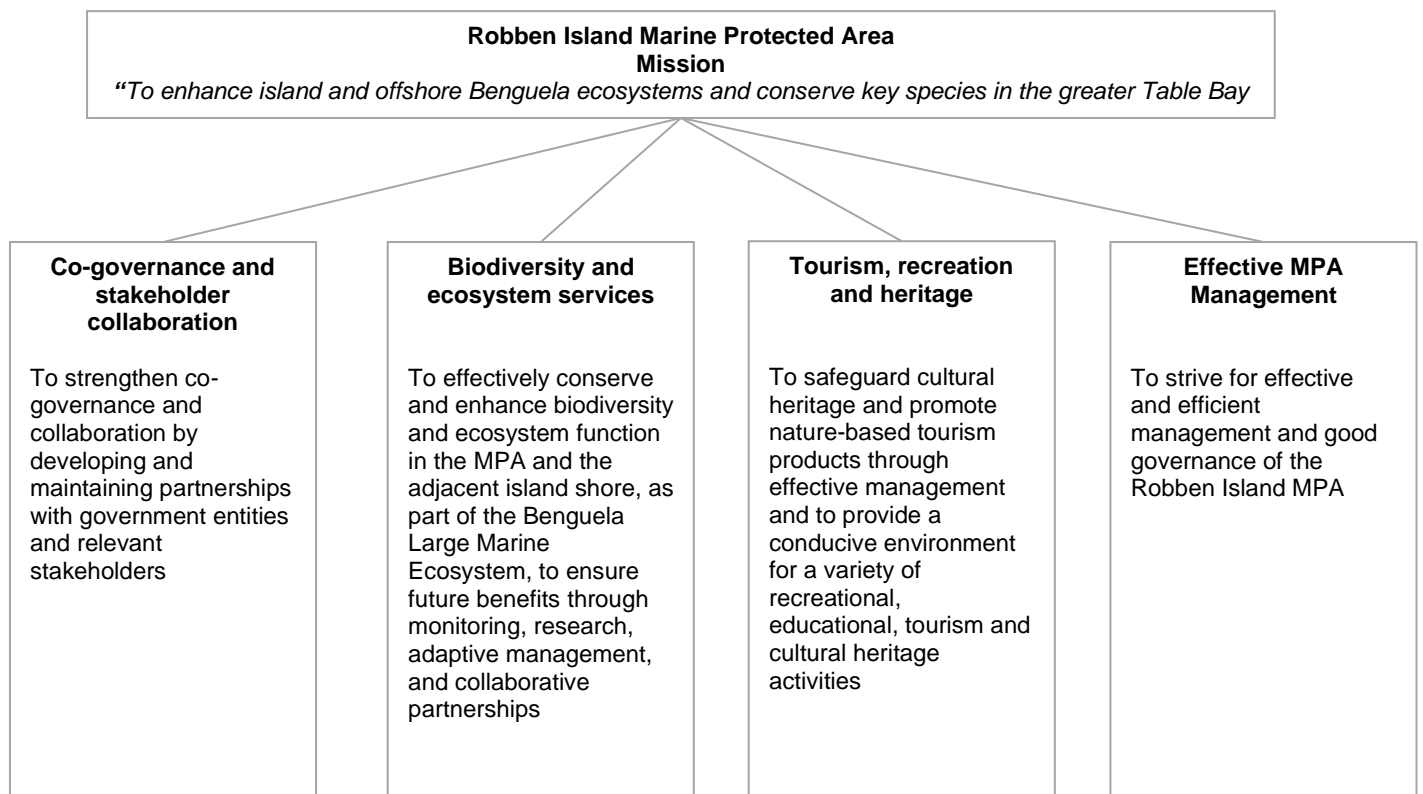 Robben Island Marine Protected Area
Mission
“To enhance island and offshore Benguela ecosystems and conserve key species in the greater Table Bay
Co-governance and
stakeholder
collaboration
To strengthen co-
governance and
collaboration by
developing and
maintaining partnerships
with government entities
and relevant
stakeholders
Biodiversity and
ecosystem services
To effectively conserve
and enhance biodiversity
and ecosystem function
in the MPA and the
adjacent island shore, as
part of the Benguela
Large Marine
Ecosystem, to ensure
future benefits through
monitoring, research,
adaptive management,
and collaborative
partnerships
Tourism, recreation
and heritage
To safeguard cultural
heritage and promote
nature-based tourism
products through
effective management
and to provide a
conducive environment
for a variety of
recreational,
educational, tourism and
cultural heritage
activities
Effective MPA
Management
To strive for effective
and efficient
management and good
governance of the
Robben Island MPA